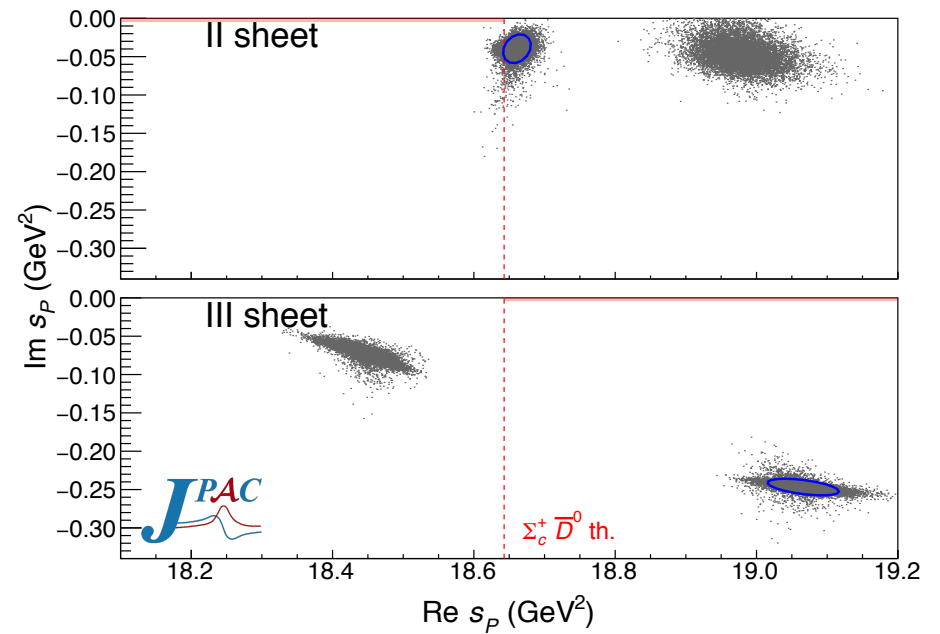 0.00
II sheet
−0.05
−0.10
−0.15
−0.20
−0.25
−0.30
Im s_P (GeV²)
0.00
III sheet
−0.05
−0.10
−0.15
−0.20
−0.25
−0.30
JPAC
Σ_c⁺ D̅⁰ th.
18.2 18.4 18.6 18.8 19.0 19.2
Re s_P (GeV²)